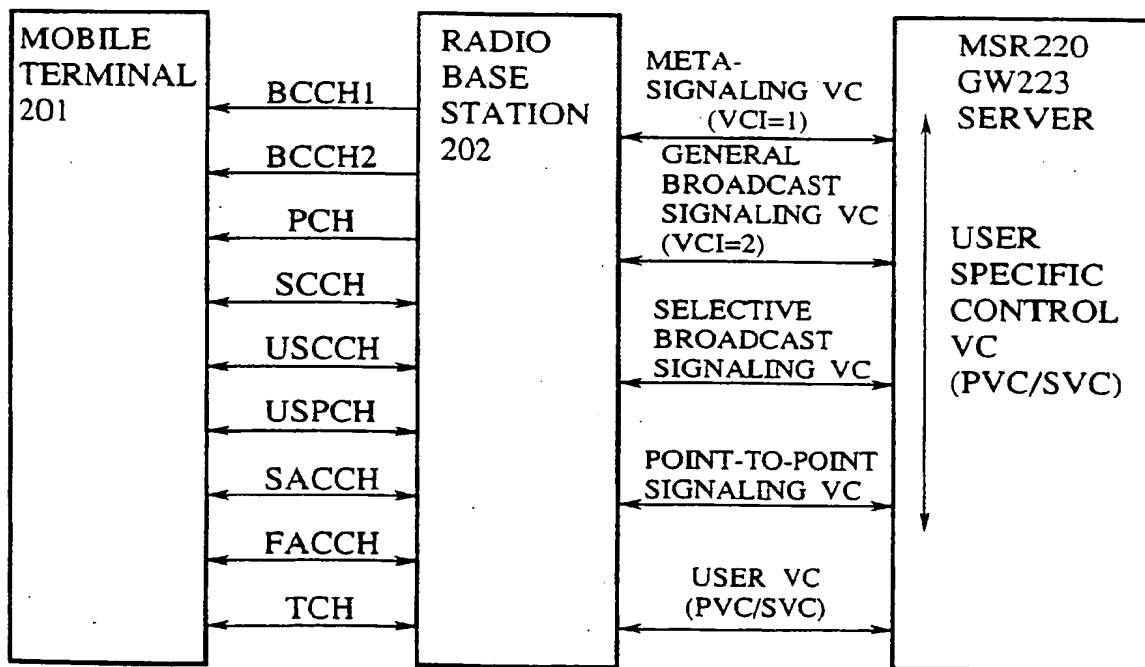 MOBILE
TERMINAL
201
BCCH1
BCCH2
PCH
SCCH
USCCH
USPCH
SACCH
FACCH
TCH
RADIO
BASE
STATION
202
META-
SIGNALING VC
(VCI=1)
GENERAL
BROADCAST
SIGNALING VC
(VCI=2)
SELECTIVE
BROADCAST
SIGNALING VC
POINT-TO-POINT
SIGNALING VC
USER VC
(PVC/SVC)
MSR220
GW223
SERVER
USER
SPECIFIC
CONTROL
VC
(PVC/SVC)